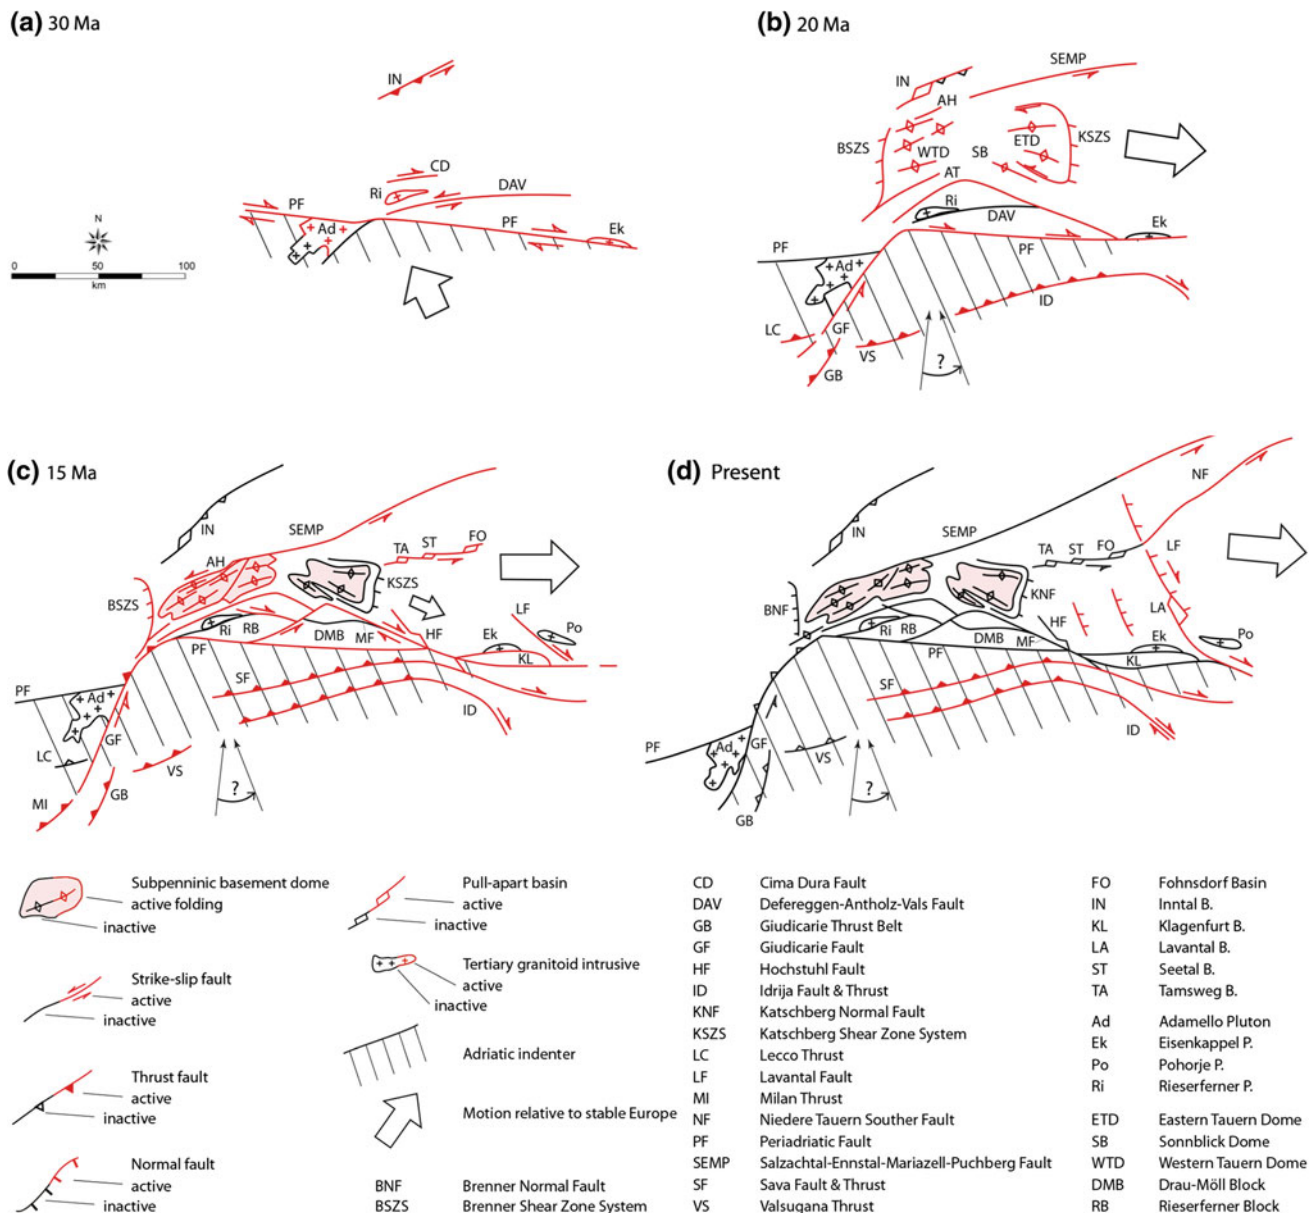 (a) 30 Ma
IN
CD
Ri
DAV
PF
Ad
PF
Ek
N
0 50 100
km
(b) 20 Ma
SEMP
IN
AH
BSZS
WTD
SB
ETD
KSZS
AT
Ri
DAV
Ek
PF
PF
Ad
ID
LC
GF
VS
GB
?
(c) 15 Ma
IN
SEMP
TA
ST
FO
AH
KSZS
BSZS
LF
Ri
RB
DMB
MF
HF
Ek
Po
PF
KL
PF
SF
Ad
ID
GF
LC
VS
MI
GB
?
(d) Present
NF
IN
SEMP
TA
ST
FO
LF
BNF
KNF
LA
Ri
RB
DMB
MF
HF
Ek
Po
PF
KL
SF
PF
Ad
GF
ID
VS
GB
?
Subpenninic basement dome
active folding
inactive
Strike-slip fault
active
inactive
Thrust fault
active
inactive
Normal fault
active
inactive
Pull-apart basin
active
inactive
Tertiary granitoid intrusive
active
inactive
Adriatic indenter
Motion relative to stable Europe
BNF Brenner Normal Fault
BSZS Brenner Shear Zone System
CD Cima Dura Fault
DAV Defereggen-Antholz-Vals Fault
GB Giudicarie Thrust Belt
GF Giudicarie Fault
HF Hochstuhl Fault
ID Idrija Fault & Thrust
KNF Katschberg Normal Fault
KSZS Katschberg Shear Zone System
LC Lecco Thrust
LF Lavantal Fault
MI Milan Thrust
NF Niedere Tauern Souther Fault
PF Periadriatic Fault
SEMP Salzachtal-Ennstal-Mariazell-Puchberg Fault
SF Sava Fault & Thrust
VS Valsugana Thrust
FO Fohnsdorf Basin
IN Inntal B.
KL Klagenfurt B.
LA Lavantal B.
ST Seetal B.
TA Tamsweg B.
Ad Adamello Pluton
Ek Eisenkappel P.
Po Pohorje P.
Ri Rieserferner P.
ETD Eastern Tauern Dome
SB Sonnblick Dome
WTD Western Tauern Dome
DMB Drau-Möll Block
RB Rieserferner Block